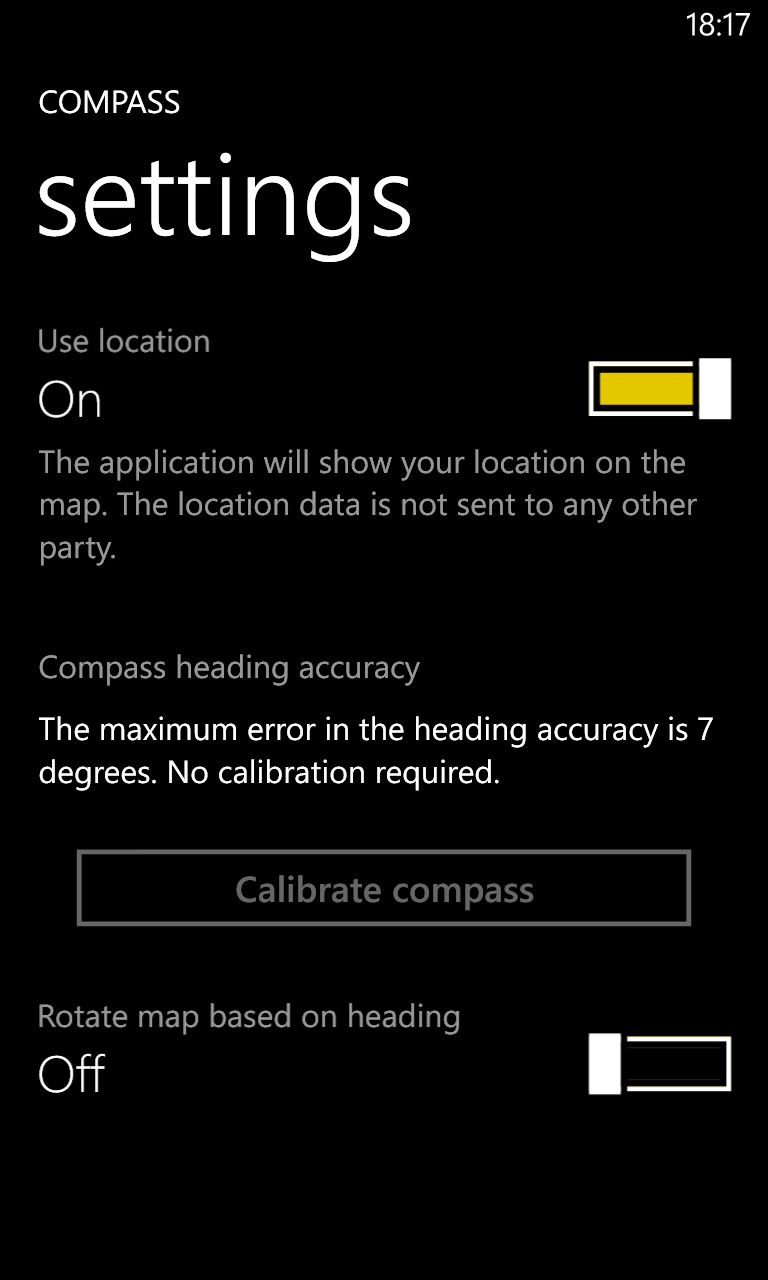 18:17
COMPASS
settings
Use location
On
The application will show your location on the
map. The location data is not sent to any other
party.
Compass heading accuracy
The maximum error in the heading accuracy is 7
degrees. No calibration required.
Calibrate compass
Rotate map based on heading
Off